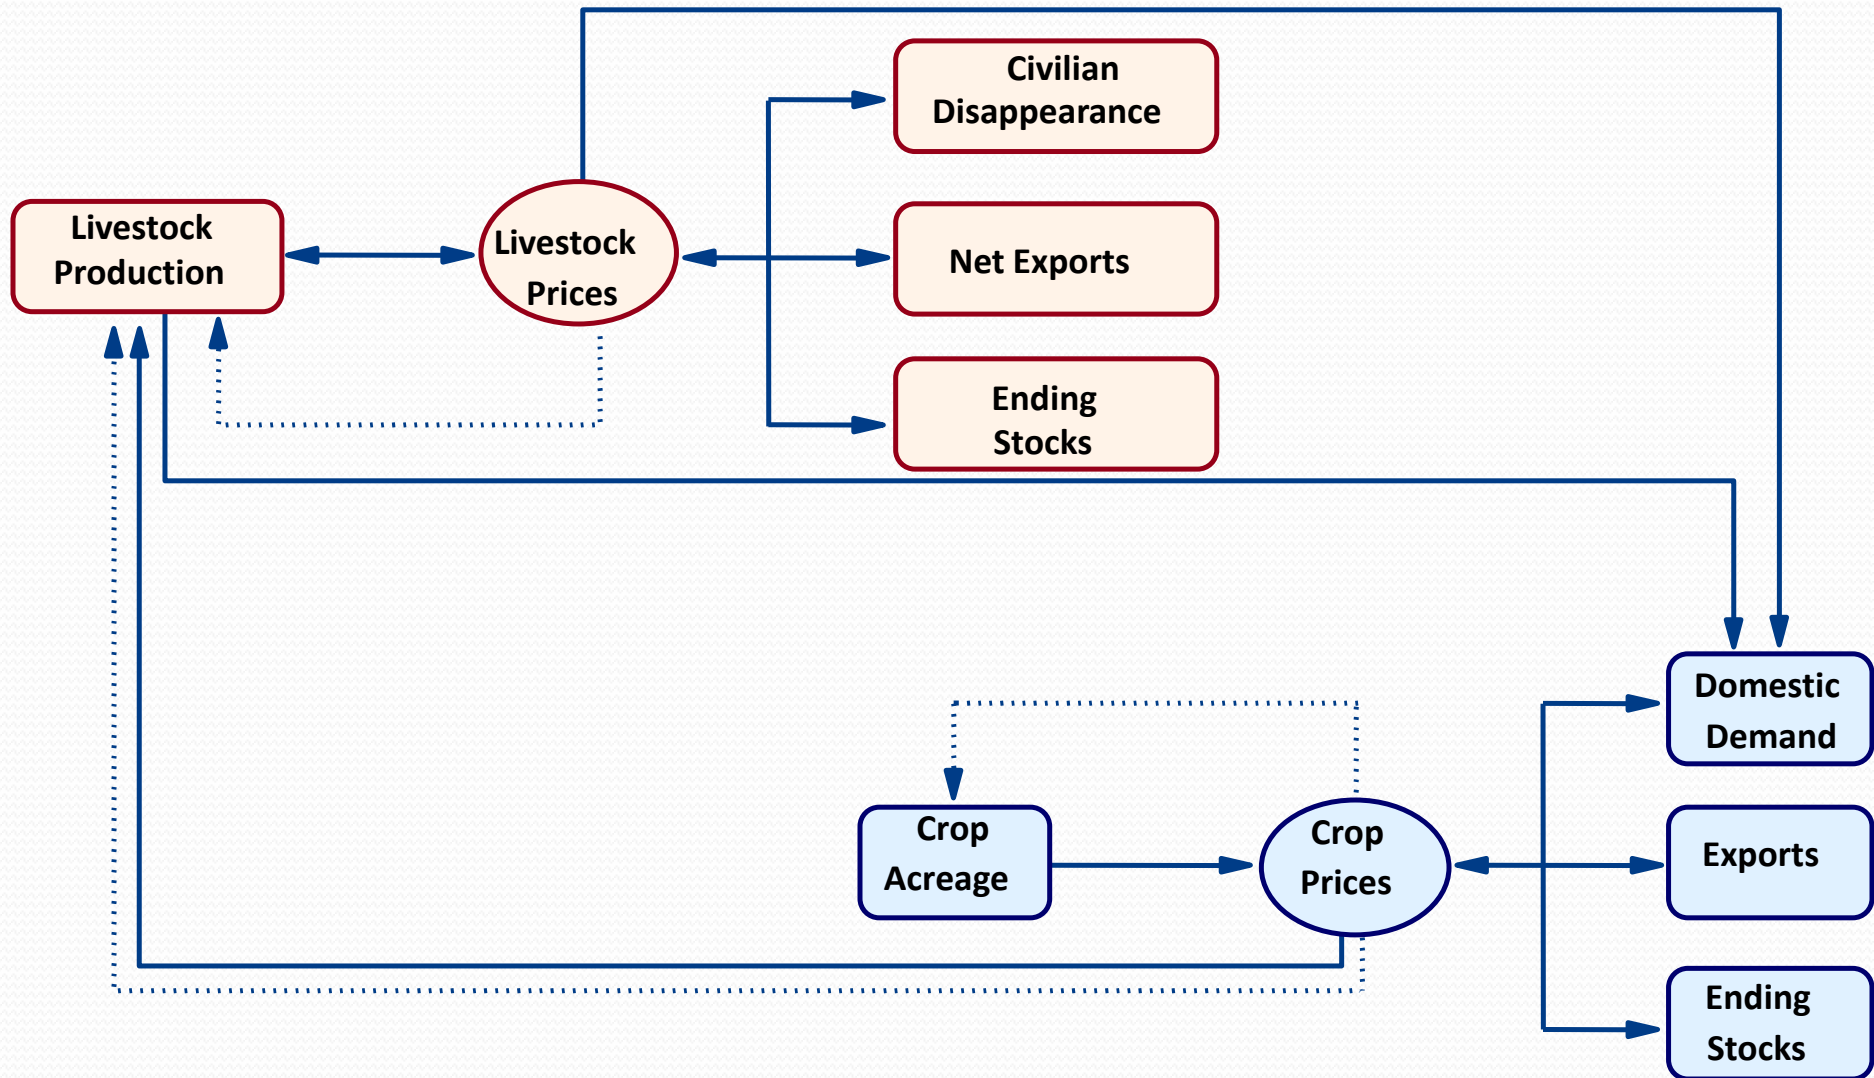 Civilian
Disappearance
Livestock
Production
Livestock
Prices
Net Exports
Ending
Stocks
Domestic
Demand
Crop
Acreage
Crop
Prices
Exports
Ending
Stocks